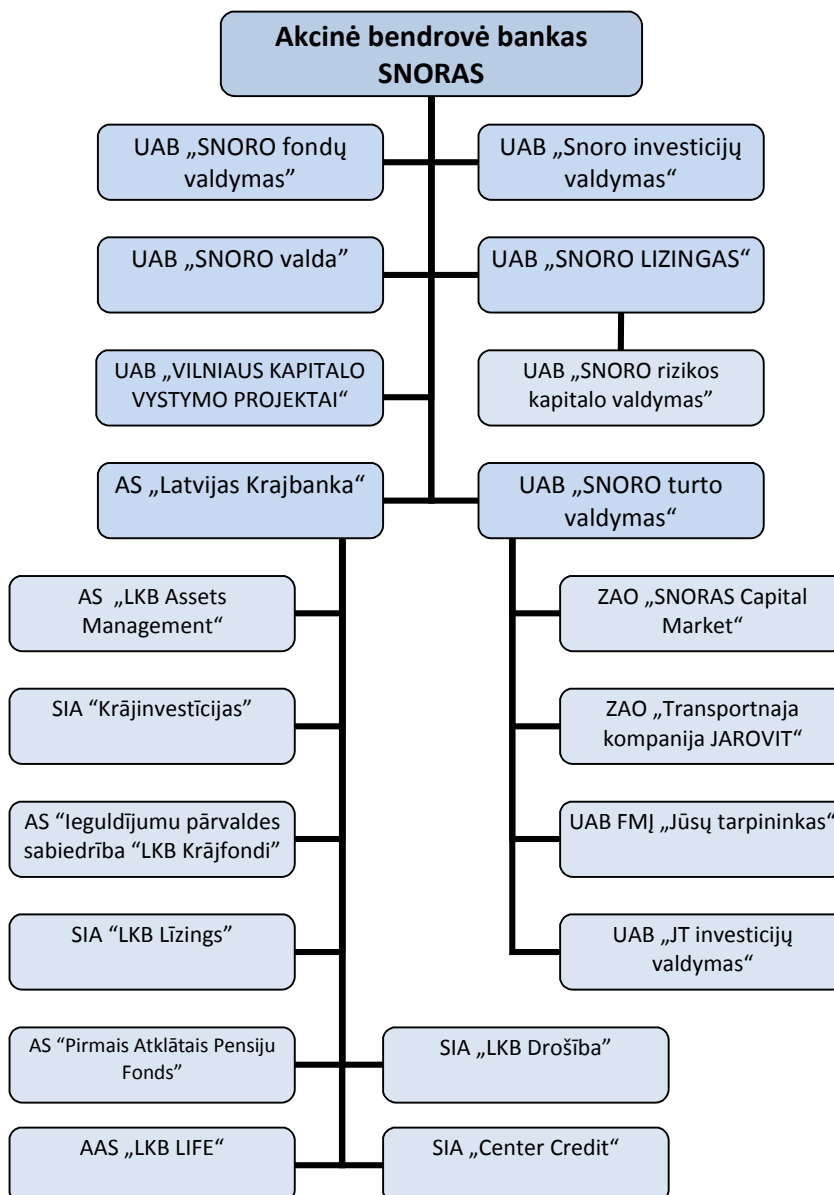 Akcinė bendrovė bankas
SNORAS
UAB „SNORO fondų
valdymas”
UAB „Snoro investicijų
valdymas“
UAB „SNORO valda”
UAB „SNORO LIZINGAS“
UAB „VILNIAUS KAPITALO
VYSTYMO PROJEKTAI“
UAB „SNORO rizikos
kapitalo valdymas”
AS „Latvijas Krajbanka“
UAB „SNORO turto
valdymas“
AS „LKB Assets
Management“
ZAO „SNORAS Capital
Market“
SIA “Krājinvestīcijas”
ZAO „Transportnaja
kompanija JAROVIT“
AS “Ieguldījumu pārvaldes
sabiedrība “LKB Krājfondi”
UAB FMĮ „Jūsų tarpininkas“
SIA “LKB Līzings”
UAB „JT investicijų
valdymas“
AS “Pirmais Atklātais Pensiju
Fonds”
SIA „LKB Drošība”
AAS „LKB LIFE“
SIA „Center Credit“